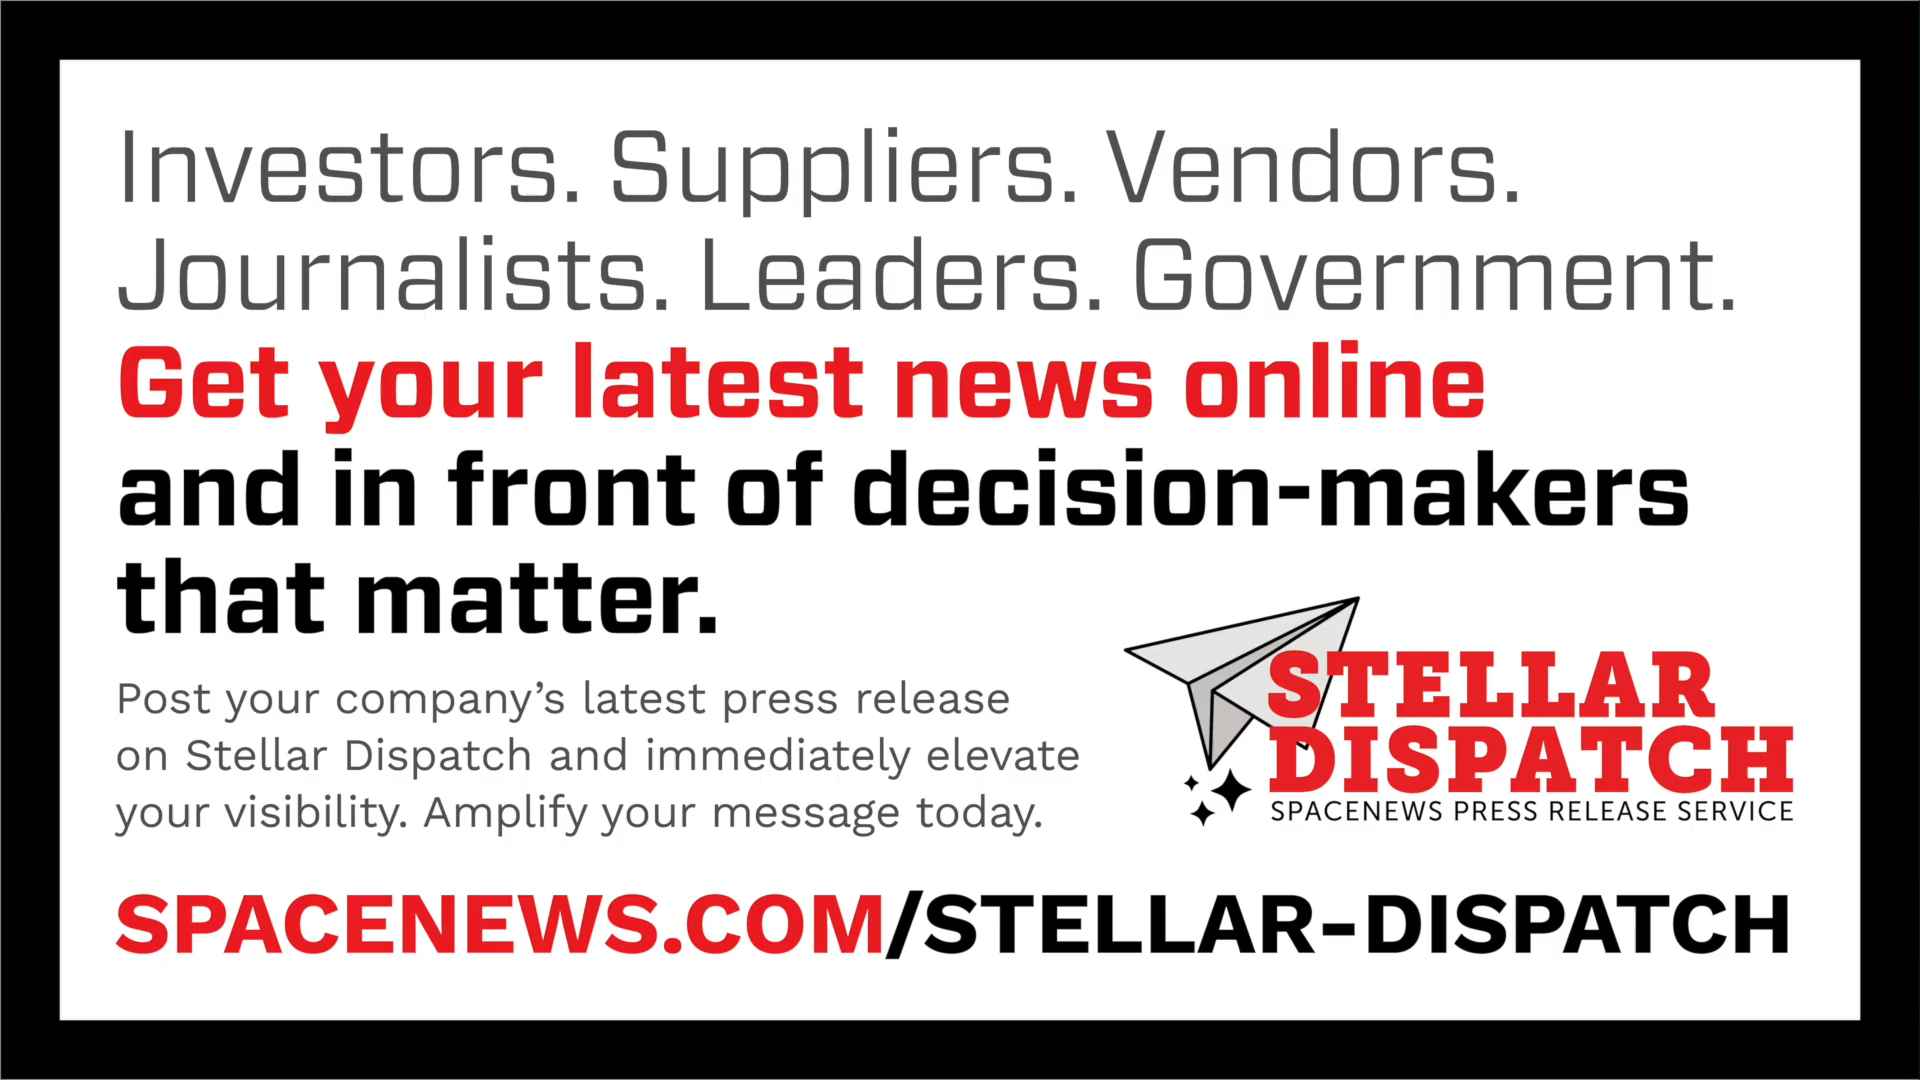 Investors. Suppliers. Vendors.
Journalists. Leaders. Government.
Get your latest news online
and in front of decision-makers
that matter.
Post your company’s latest press release
on Stellar Dispatch and immediately elevate
your visibility. Amplify your message today.
STELLAR
DISPATCH
SPACENEWS PRESS RELEASE SERVICE
SPACENEWS.COM/STELLAR-DISPATCH